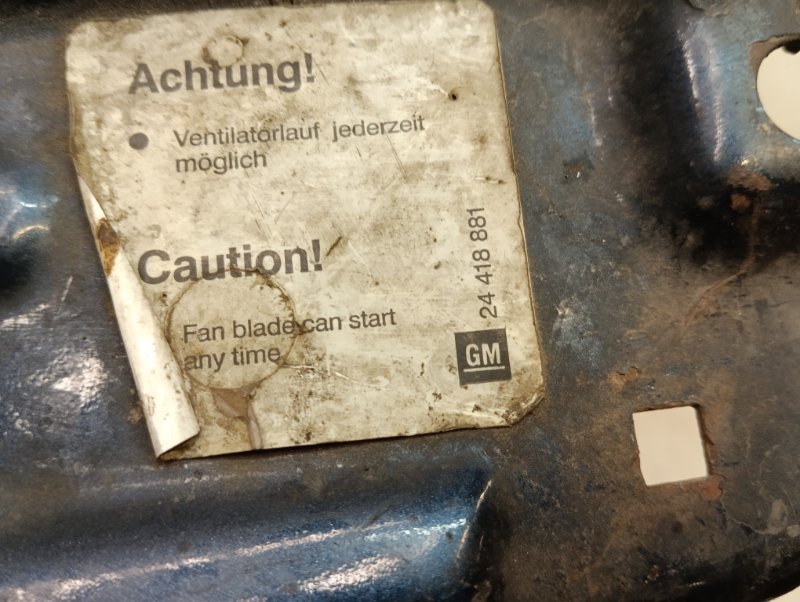 Achtung!
Ventilatorlauf jederzeit
möglich
Caution!
Fan blade can start
any time
24 418 881
GM